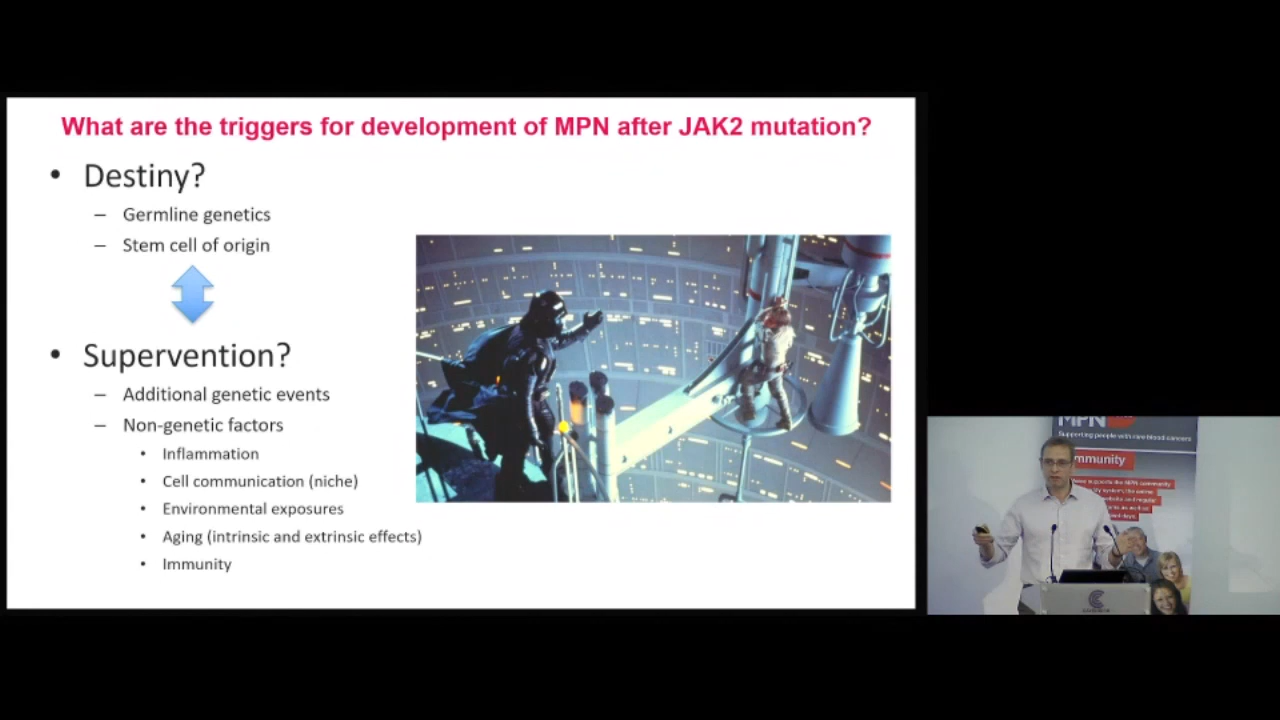 What are the triggers for development of MPN after JAK2 mutation?
• Destiny?
– Germline genetics
– Stem cell of origin
• Supervention?
– Additional genetic events
– Non-genetic factors
• Inflammation
• Cell communication (niche)
• Environmental exposures
• Aging (intrinsic and extrinsic effects)
• Immunity
MPN
Supporting people with rare blood cancers
mmunity